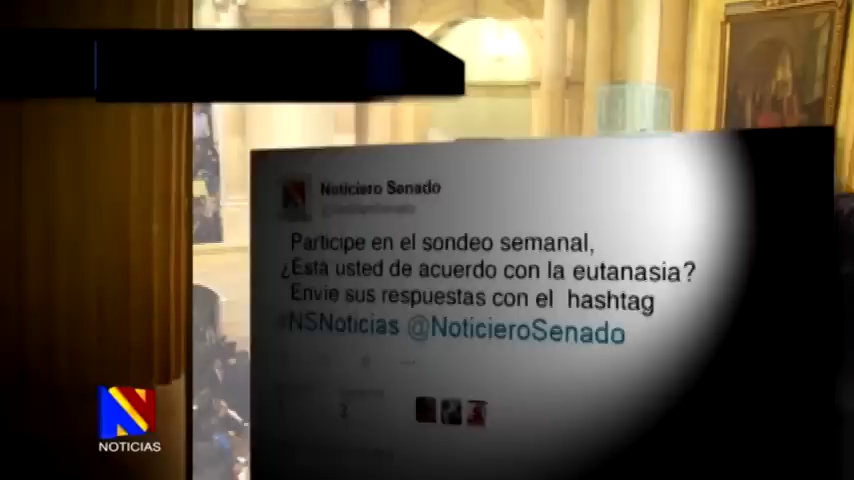 Noticiero Senado
Participe en el sondeo semanal,
¿Está usted de acuerdo con la eutanasia?
Envie sus respuestas con el hashtag
#NSNoticias @NoticieroSenado
NOTICIAS